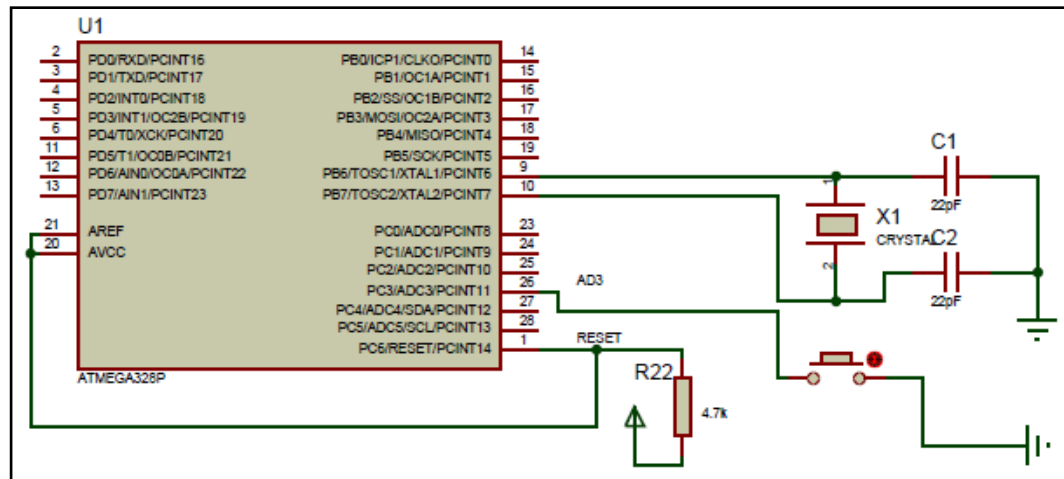 U1
2 PD0/RXD/PCINT16 PB0/ICP1/CLKO/PCINT0 14
3 PD1/TXD/PCINT17 PB1/OC1A/PCINT1 15
4 PD2/INT0/PCINT18 PB2/SS/OC1B/PCINT2 16
5 PD3/INT1/OC2B/PCINT19 PB3/MOSI/OC2A/PCINT3 17
6 PD4/T0/XCK/PCINT20 PB4/MISO/PCINT4 18
11 PD5/T1/OC0B/PCINT21 PB5/SCK/PCINT5 19
12 PD6/AIN0/OC0A/PCINT22 PB6/TOSC1/XTAL1/PCINT6 9
13 PD7/AIN1/PCINT23 PB7/TOSC2/XTAL2/PCINT7 10
21 AREF PC0/ADC0/PCINT8 23
20 AVCC PC1/ADC1/PCINT9 24
PC2/ADC2/PCINT10 25
PC3/ADC3/PCINT11 26
PC4/ADC4/SDA/PCINT12 27
PC5/ADC5/SCL/PCINT13 28
PC6/RESET/PCINT14 1
ATMEGA328P
C1
22pF
1
X1
CRYSTAL
2
C2
22pF
AD3
RESET
R22
4.7k